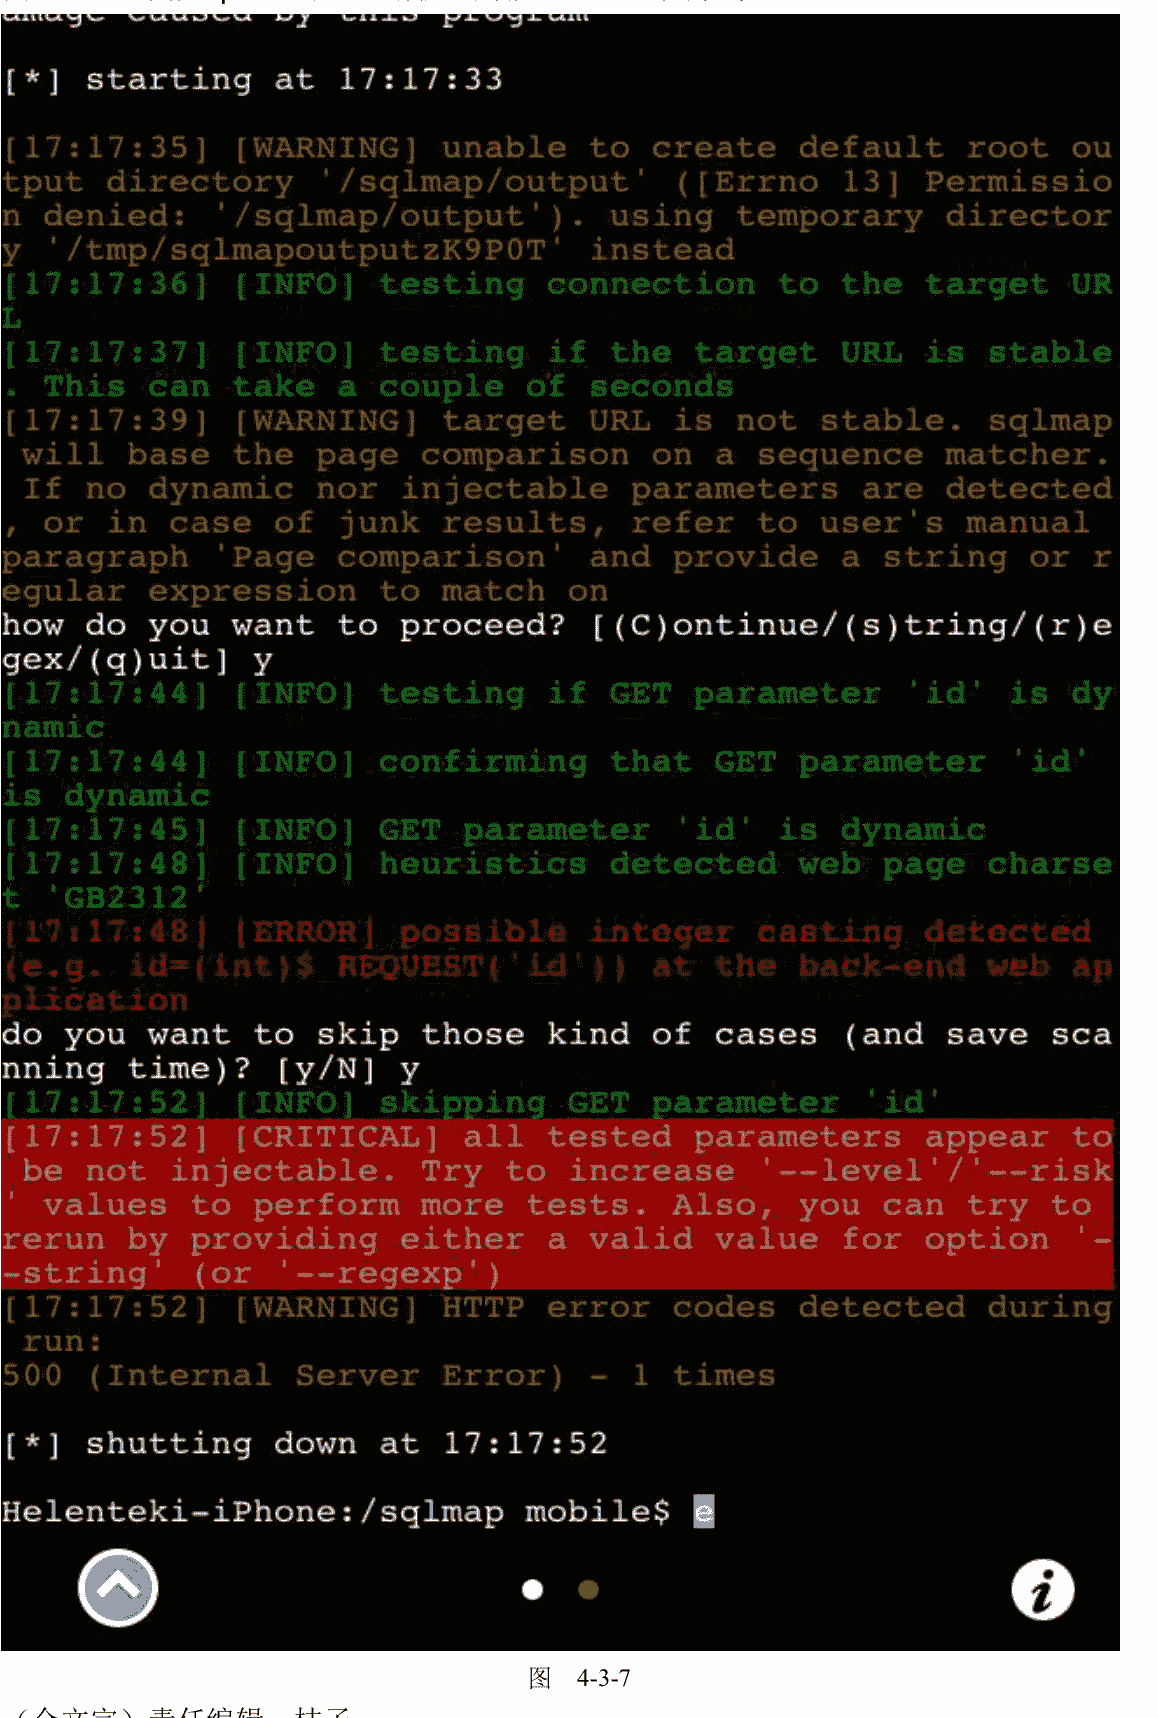 amage caused by this program
[*] starting at 17:17:33
[17:17:35] [WARNING] unable to create default root ou
tput directory '/sqlmap/output' ([Errno 13] Permissio
n denied: '/sqlmap/output'). using temporary director
y '/tmp/sqlmapoutputzK9P0T' instead
[17:17:36] [INFO] testing connection to the target UR
L
[17:17:37] [INFO] testing if the target URL is stable
. This can take a couple of seconds
[17:17:39] [WARNING] target URL is not stable. sqlmap
will base the page comparison on a sequence matcher.
If no dynamic nor injectable parameters are detected
, or in case of junk results, refer to user's manual
paragraph 'Page comparison' and provide a string or r
egular expression to match on
how do you want to proceed? [(C)ontinue/(s)tring/(r)e
gex/(q)uit] y
[17:17:44] [INFO] testing if GET parameter 'id' is dy
namic
[17:17:44] [INFO] confirming that GET parameter 'id'
is dynamic
[17:17:45] [INFO] GET parameter 'id' is dynamic
[17:17:48] [INFO] heuristics detected web page charse
t 'GB2312'
[17:17:48] [ERROR] possible integer casting detected
(e.g. id=(int)$_REQUEST('id')) at the back-end web ap
plication
do you want to skip those kind of cases (and save sca
nning time)? [y/N] y
[17:17:52] [INFO] skipping GET parameter 'id'
[17:17:52] [CRITICAL] all tested parameters appear to
be not injectable. Try to increase '--level'/'--risk
' values to perform more tests. Also, you can try to
rerun by providing either a valid value for option '-
-string' (or '--regexp')
[17:17:52] [WARNING] HTTP error codes detected during
run:
500 (Internal Server Error) - 1 times
[*] shutting down at 17:17:52
Helenteki-iPhone:/sqlmap mobile$ e
图 4-3-7
（全文完）责任编辑 桔子